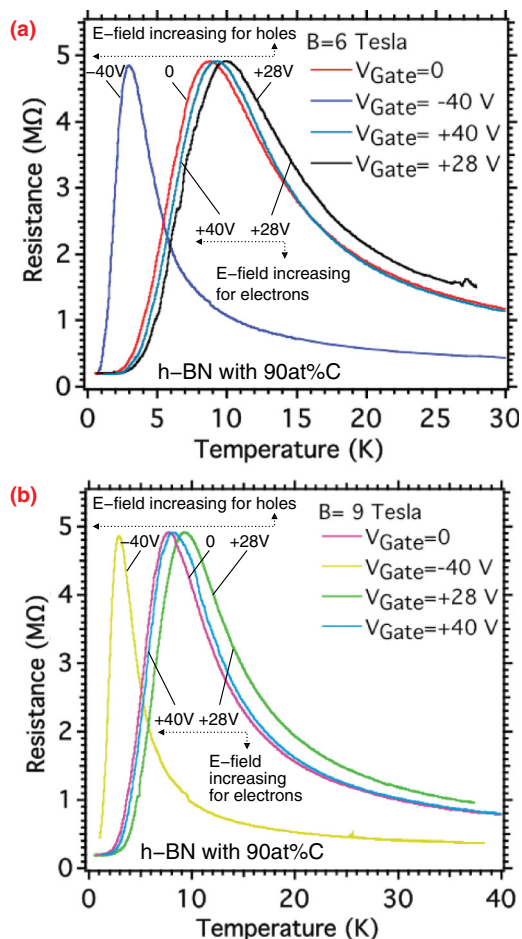 (a)
E−field increasing for holes
B=6 Tesla
−40V
0
+28V
VGate=0
VGate= -40 V
VGate= +40 V
VGate= +28 V
+40V
+28V
E−field increasing
for electrons
h−BN with 90at%C
Resistance (MΩ)
5
4
3
2
1
0
0 5 10 15 20 25 30
Temperature (K)
(b)
E−field increasing for holes
B= 9 Tesla
−40V
0
+28V
VGate=0
VGate=-40 V
VGate=+28 V
VGate=+40 V
+40V
+28V
E−field
increasing
for electrons
h−BN with 90at%C
Resistance (MΩ)
5
4
3
2
1
0
0 5 10 20 30 40
Temperature (K)